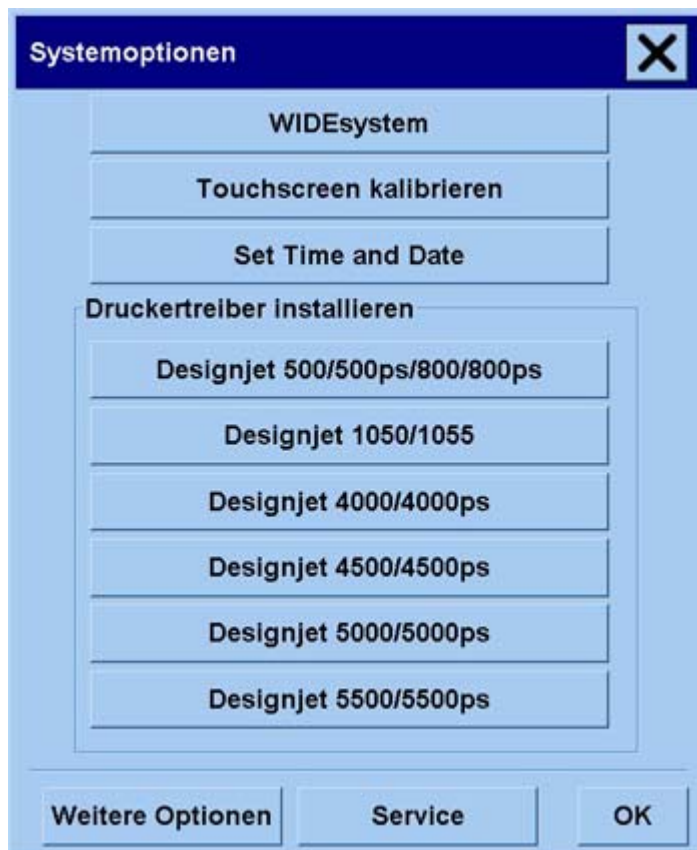 Systemoptionen
WIDEsystem
Touchscreen kalibrieren
Set Time and Date
Druckertreiber installieren
Designjet 500/500ps/800/800ps
Designjet 1050/1055
Designjet 4000/4000ps
Designjet 4500/4500ps
Designjet 5000/5000ps
Designjet 5500/5500ps
Weitere Optionen Service OK